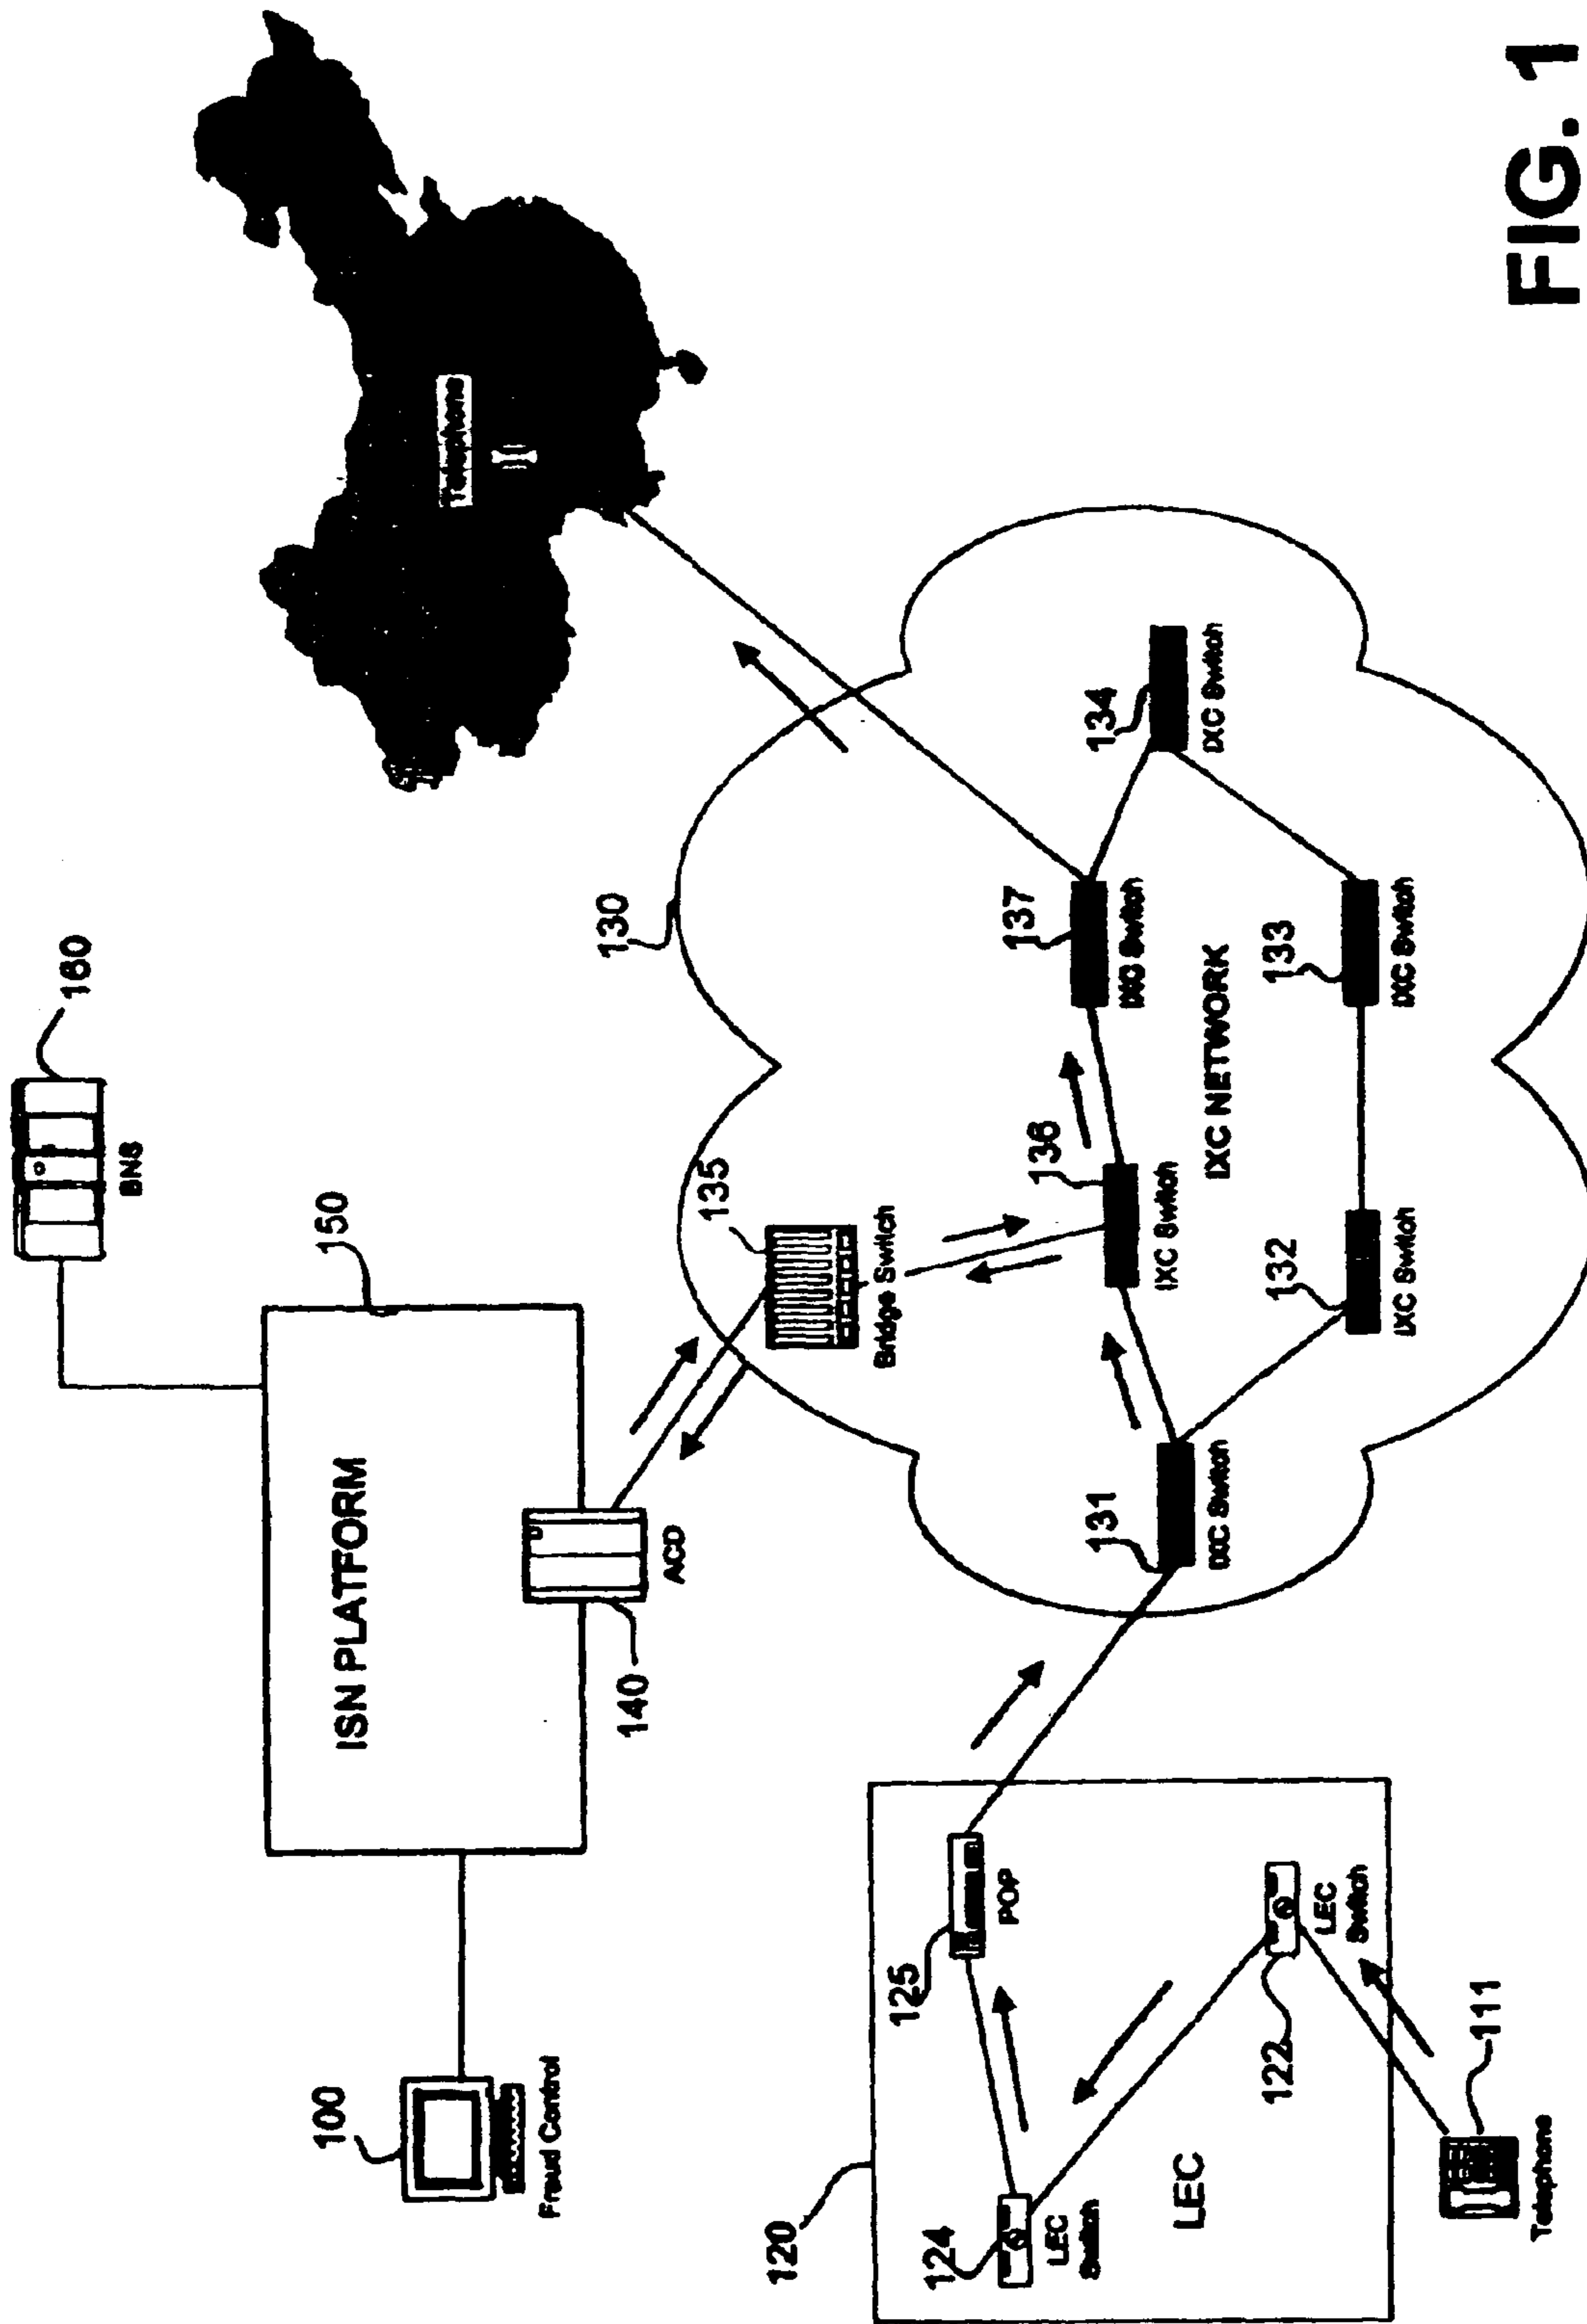 100
Fraud Control
ISN PLATFORM
150
160
BNS
Telephone
140
ACD
130
135
Bridge Switch
120
125
POP
124
LEC
Switch
LEC
122
LEC
Switch
111
Telephone
131
IXC Switch
136
IXC Switch
137
IXC Switch
134
IXC Switch
IXC NETWORK
132
IXC Switch
133
IXC Switch
FIG. 1